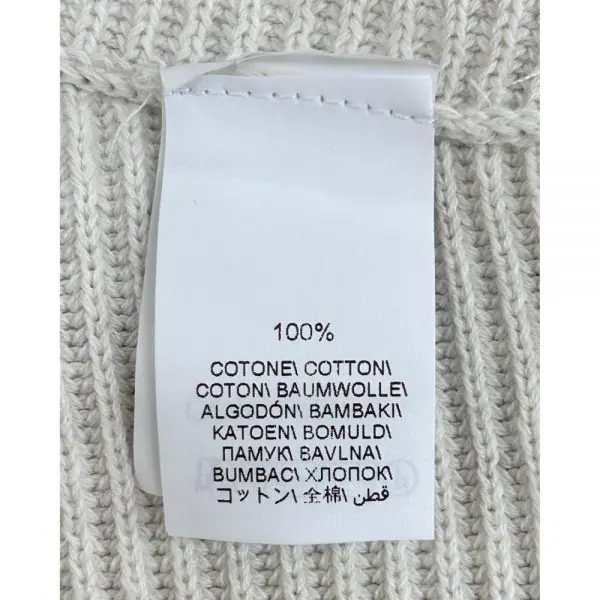 100%
COTONE\ COTTON\
COTON\ BAUMWOLLE\
ALGODÓN\ BAMBAKI\
KATOEN\ BOMULD\
ПАМУК\ BAVLNA\
BUMBAC\ ХЛОПОК\
コットン\ 全棉\ قطن